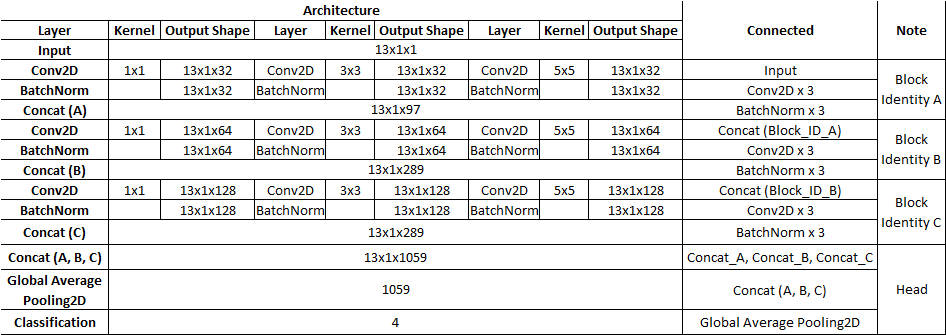 Architecture
Layer Kernel Output Shape Layer Kernel Output Shape Layer Kernel Output Shape Connected Note
Input 13x1x1
Conv2D 1x1 13x1x32 Conv2D 3x3 13x1x32 Conv2D 5x5 13x1x32 Input Block Identity A
BatchNorm 13x1x32 BatchNorm 13x1x32 BatchNorm 13x1x32 Conv2D x 3
Concat (A) 13x1x97 BatchNorm x 3
Conv2D 1x1 13x1x64 Conv2D 3x3 13x1x64 Conv2D 5x5 13x1x64 Concat (Block_ID_A) Block Identity B
BatchNorm 13x1x64 BatchNorm 13x1x64 BatchNorm 13x1x64 Conv2D x 3
Concat (B) 13x1x289 BatchNorm x 3
Conv2D 1x1 13x1x128 Conv2D 3x3 13x1x128 Conv2D 5x5 13x1x128 Concat (Block_ID_B) Block Identity C
BatchNorm 13x1x128 BatchNorm 13x1x128 BatchNorm 13x1x128 Conv2D x 3
Concat (C) 13x1x289 BatchNorm x 3
Concat (A, B, C) 13x1x1059 Concat_A, Concat_B, Concat_C Head
Global Average Pooling2D 1059 Concat (A, B, C)
Classification 4 Global Average Pooling2D